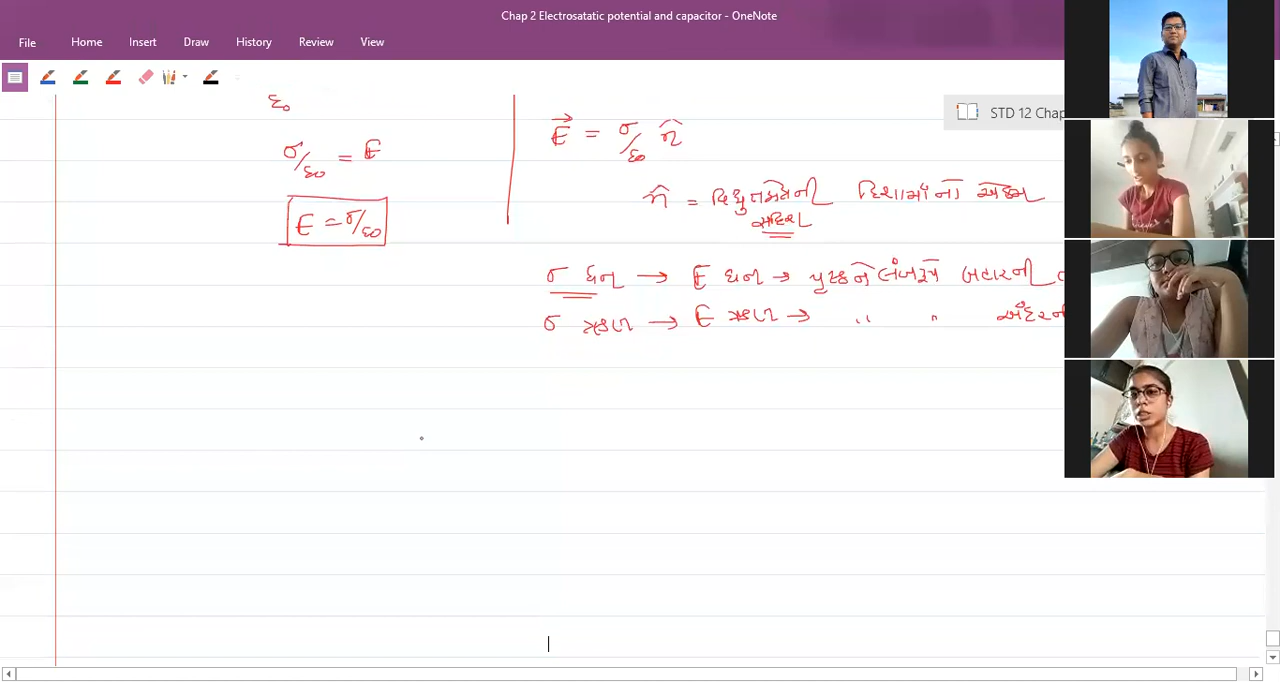 Chap 2 Electrosatatic potential and capacitor - OneNote
File Home Insert Draw History Review View
STD 12 Chap
ε₀
σ/ε₀ = E
E = σ/ε₀
E⃗ = σ/ε₀ n̂
n̂ = વિદ્યુતક્ષેત્રની દિશામાંનો એકમ
સદિશ
σ ધન → E ધન → પૃષ્ઠને લંબરૂપે બહારની
σ ઋણ → E ઋણ → ,, ,, અંદરની